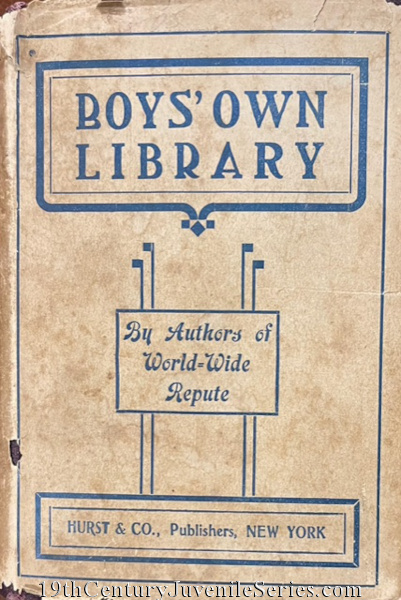 BOYS' OWN
LIBRARY
By Authors of
World=Wide
Repute
HURST & CO., Publishers, NEW YORK
19thCenturyJuvenileSeries.com